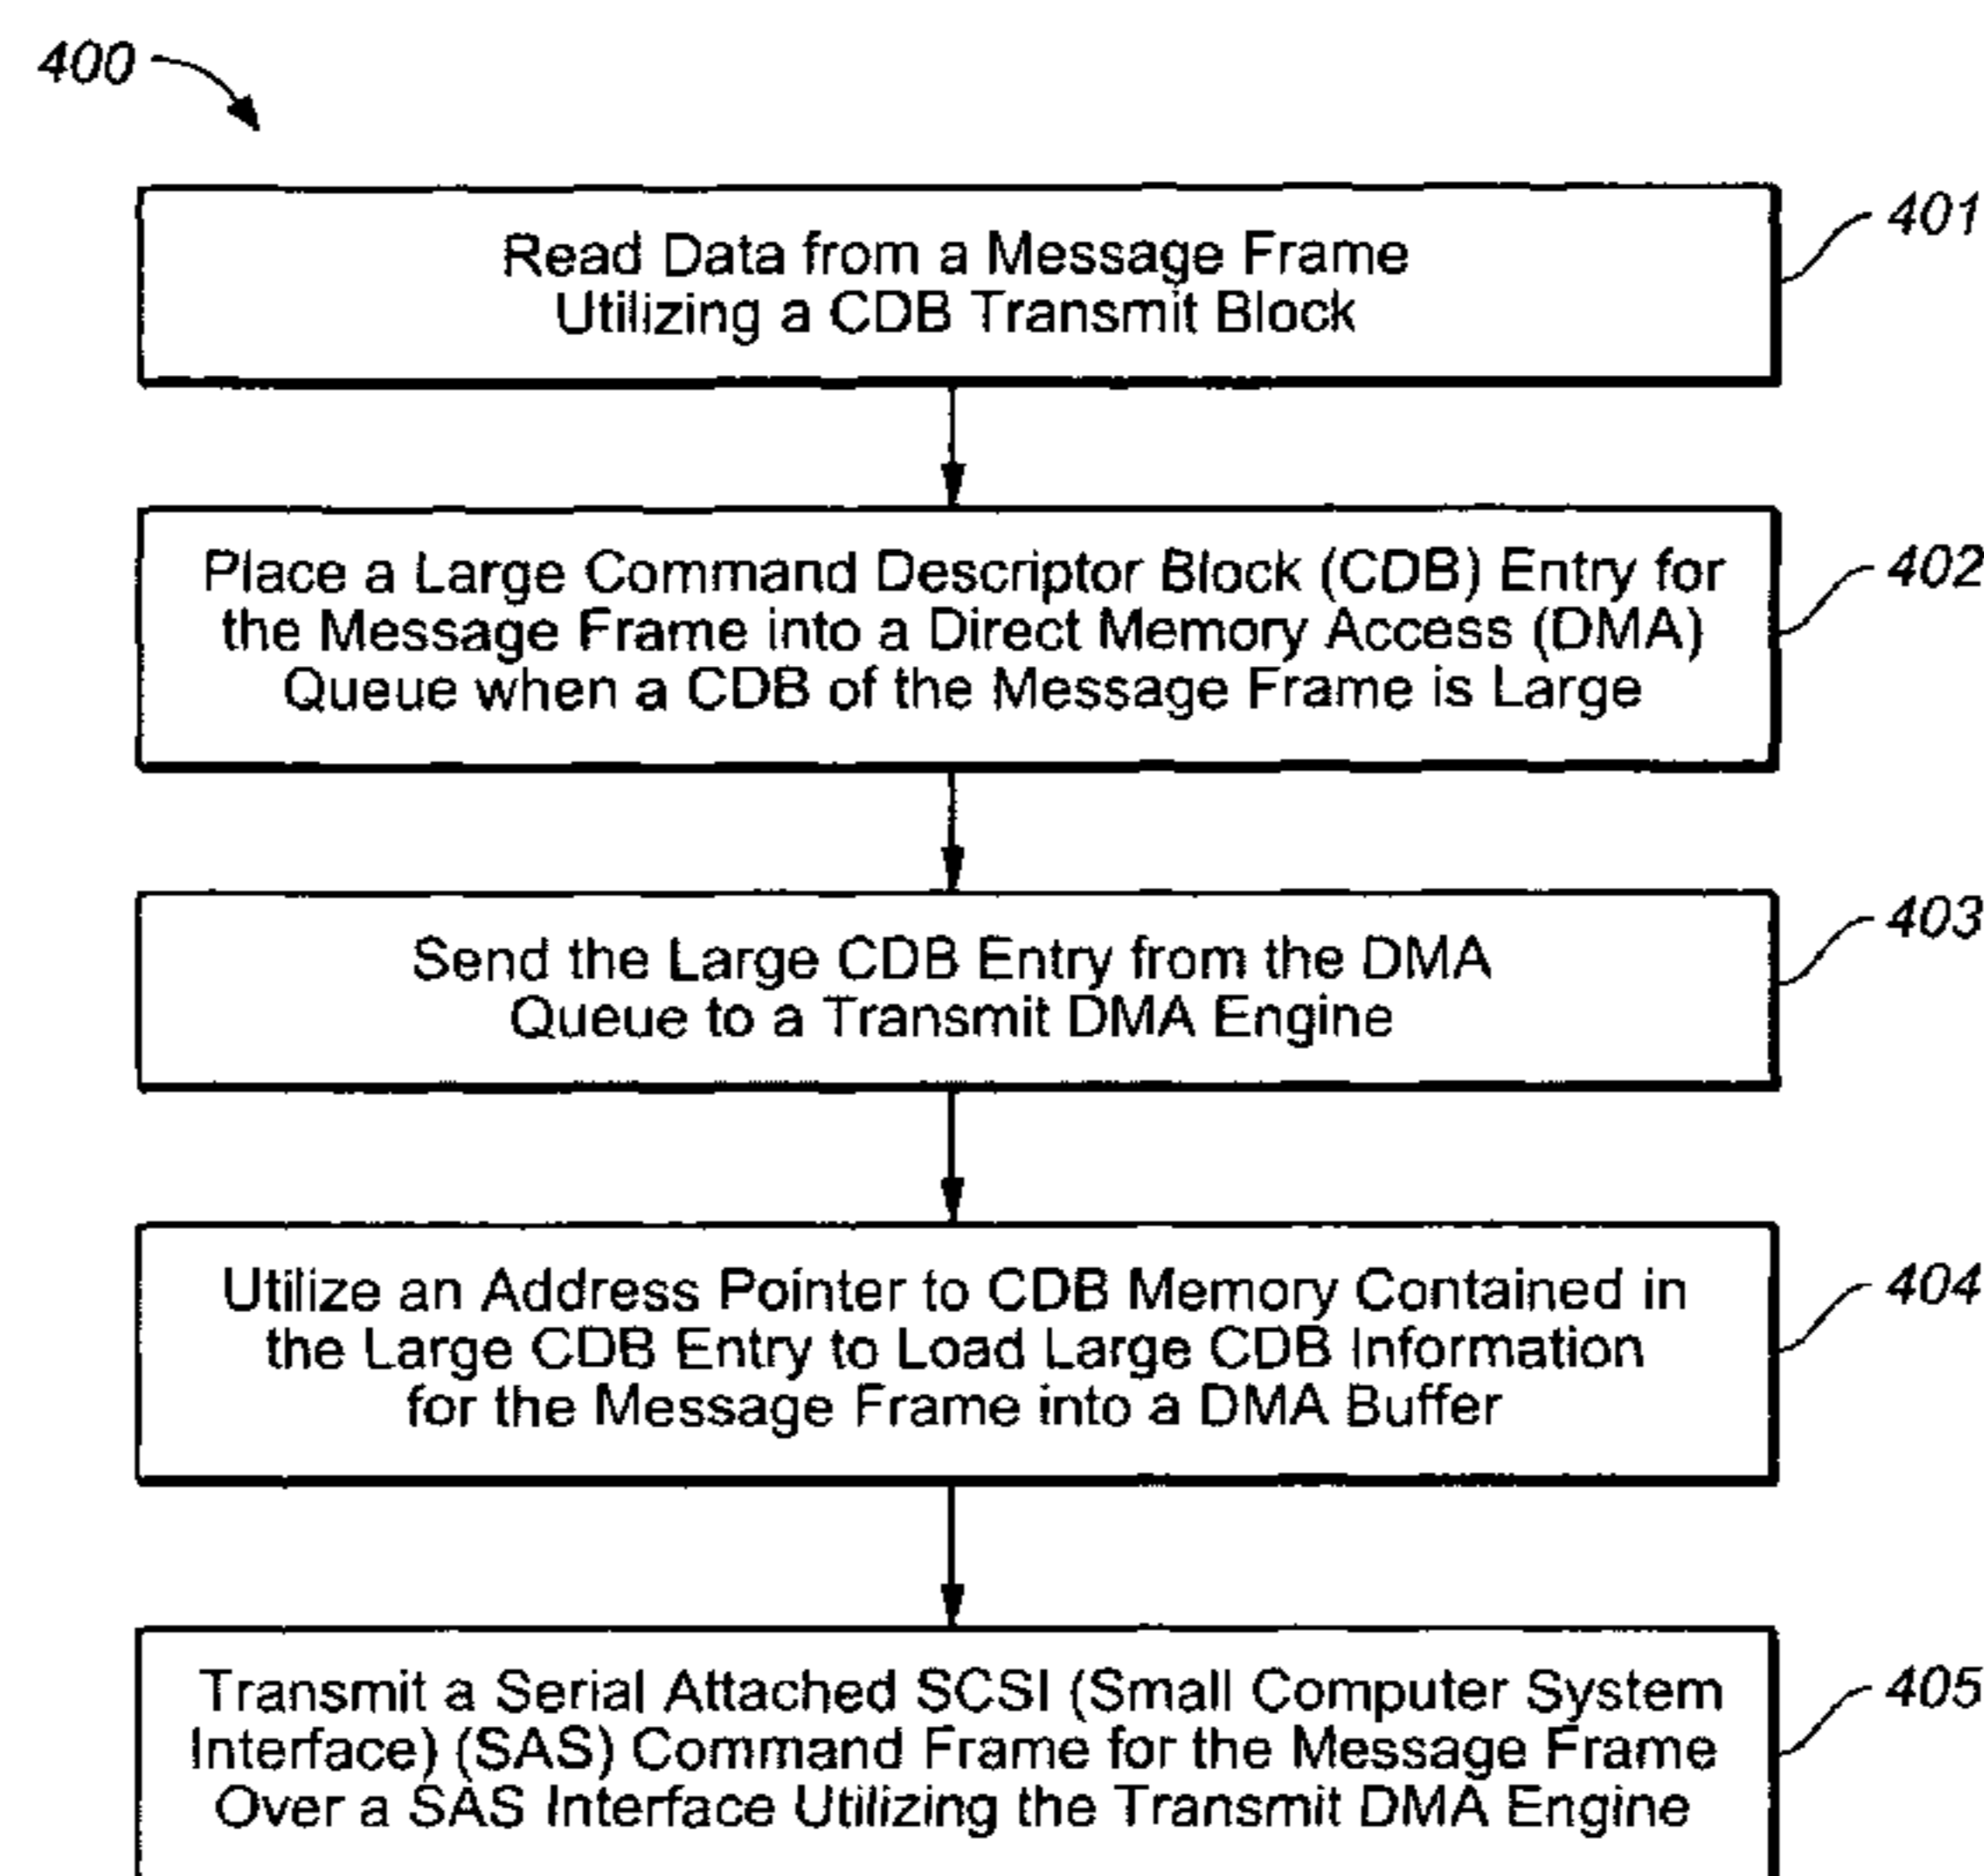 400
401
Read Data from a Message Frame
Utilizing a CDB Transmit Block
402
Place a Large Command Descriptor Block (CDB) Entry for
the Message Frame into a Direct Memory Access (DMA)
Queue when a CDB of the Message Frame is Large
403
Send the Large CDB Entry from the DMA
Queue to a Transmit DMA Engine
404
Utilize an Address Pointer to CDB Memory Contained in
the Large CDB Entry to Load Large CDB Information
for the Message Frame into a DMA Buffer
405
Transmit a Serial Attached SCSI (Small Computer System
Interface) (SAS) Command Frame for the Message Frame
Over a SAS Interface Utilizing the Transmit DMA Engine